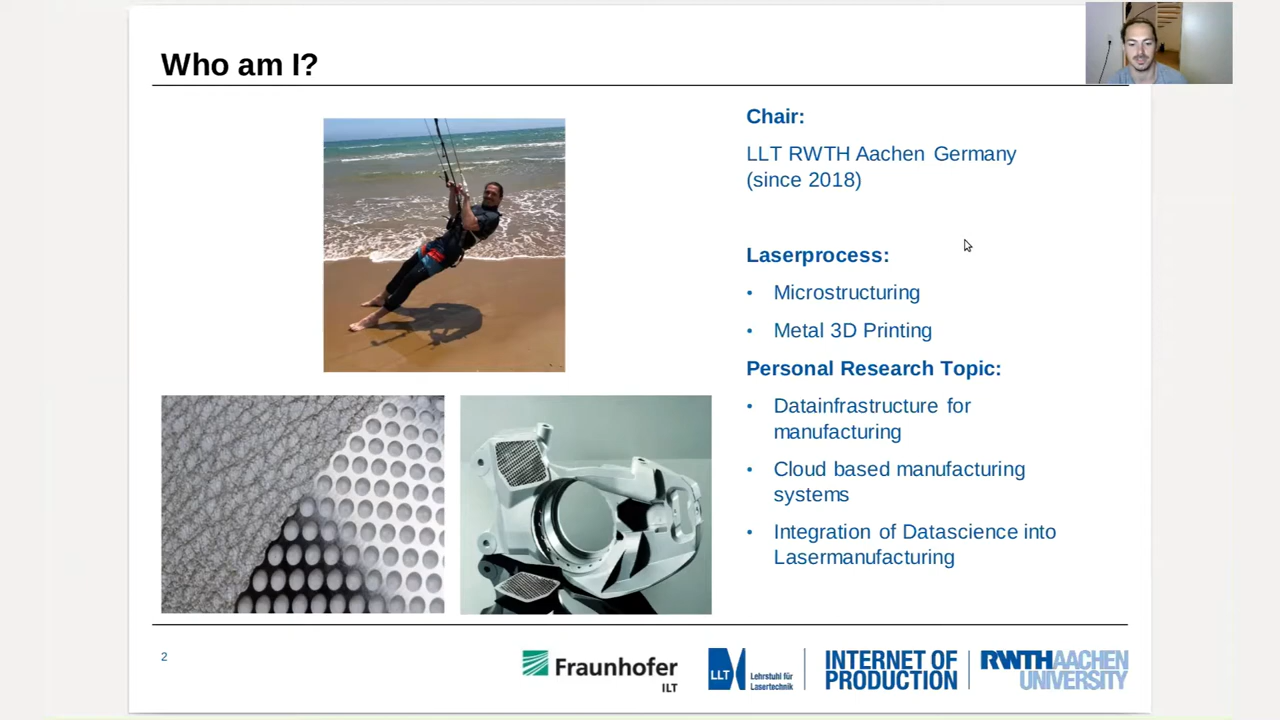 Who am I?
Chair:
LLT RWTH Aachen Germany
(since 2018)
Laserprocess:
• Microstructuring
• Metal 3D Printing
Personal Research Topic:
• Datainfrastructure for
manufacturing
• Cloud based manufacturing
systems
• Integration of Datascience into
Lasermanufacturing
2
Fraunhofer
ILT
LLT
Lehrstuhl für
Lasertechnik
INTERNET OF
PRODUCTION
RWTHAACHEN
UNIVERSITY